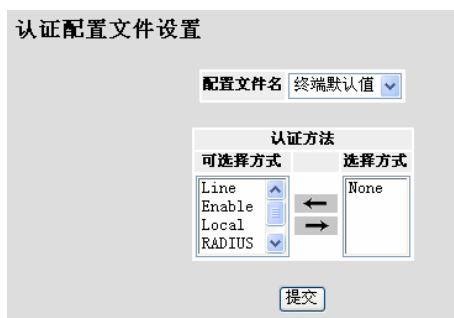 认证配置文件设置
配置文件名 终端默认值
认证方法
可选择方式 选择方式
Line None
Enable
Local
RADIUS
提交